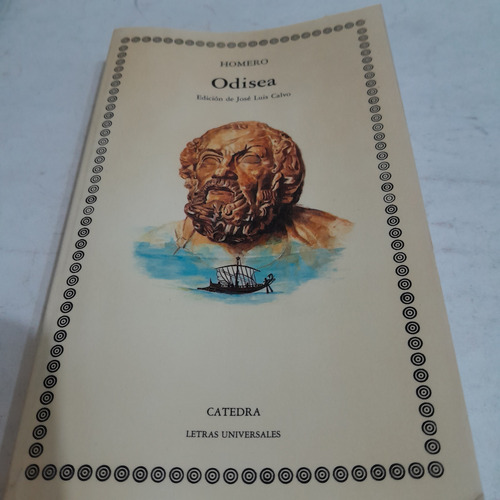 HOMERO
Odisea
Edición de José Luis Calvo
CATEDRA
LETRAS UNIVERSALES